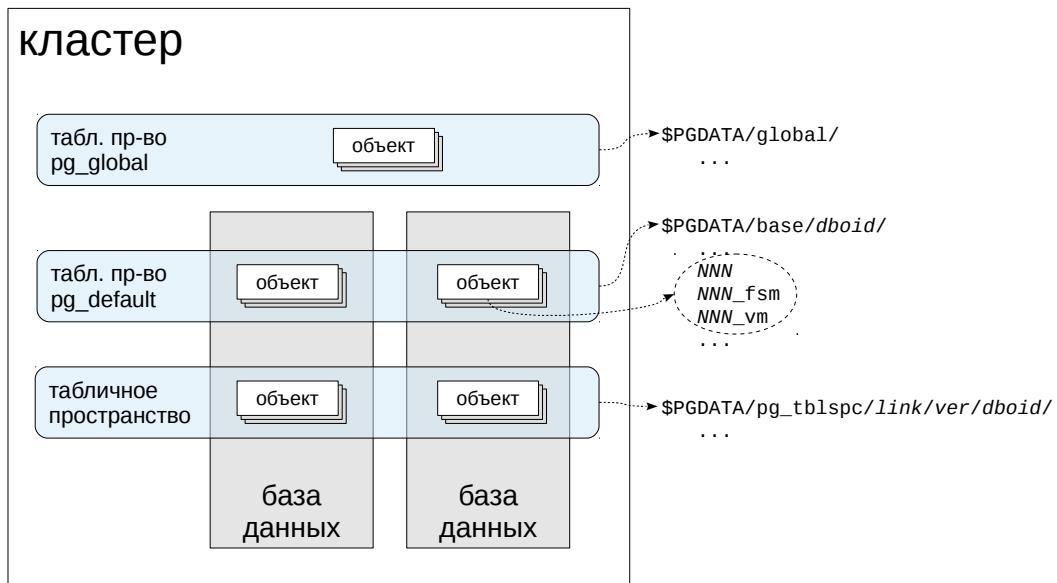 кластер
табл. пр-во
pg_global
объект
$PGDATA/global/
...
$PGDATA/base/dboid/
...
табл. пр-во
pg_default
объект
объект
NNN
NNN_fsm
NNN_vm
...
табличное
пространство
объект
объект
$PGDATA/pg_tblspc/link/ver/dboid/
...
база
данных
база
данных